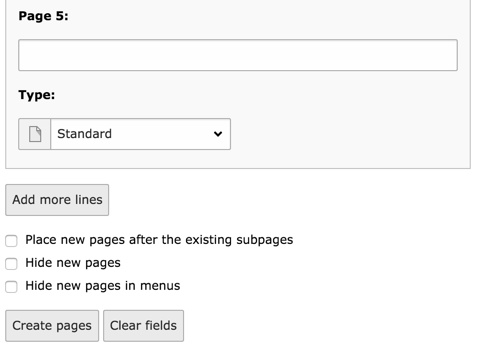 Page 5:
Type:
Standard
Add more lines
Place new pages after the existing subpages
Hide new pages
Hide new pages in menus
Create pages Clear fields